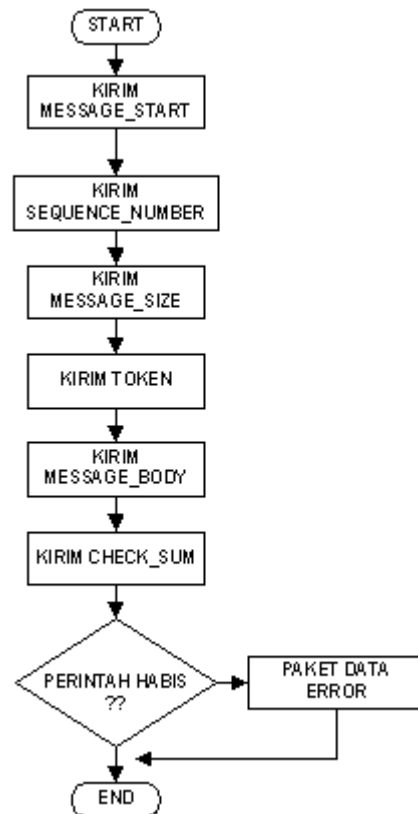 START
KIRIM
MESSAGE_START
KIRIM
SEQUENCE_NUMBER
KIRIM
MESSAGE_SIZE
KIRIM TOKEN
KIRIM
MESSAGE_BODY
KIRIM CHECK_SUM
PERINTAH HABIS
??
PAKET DATA
ERROR
END